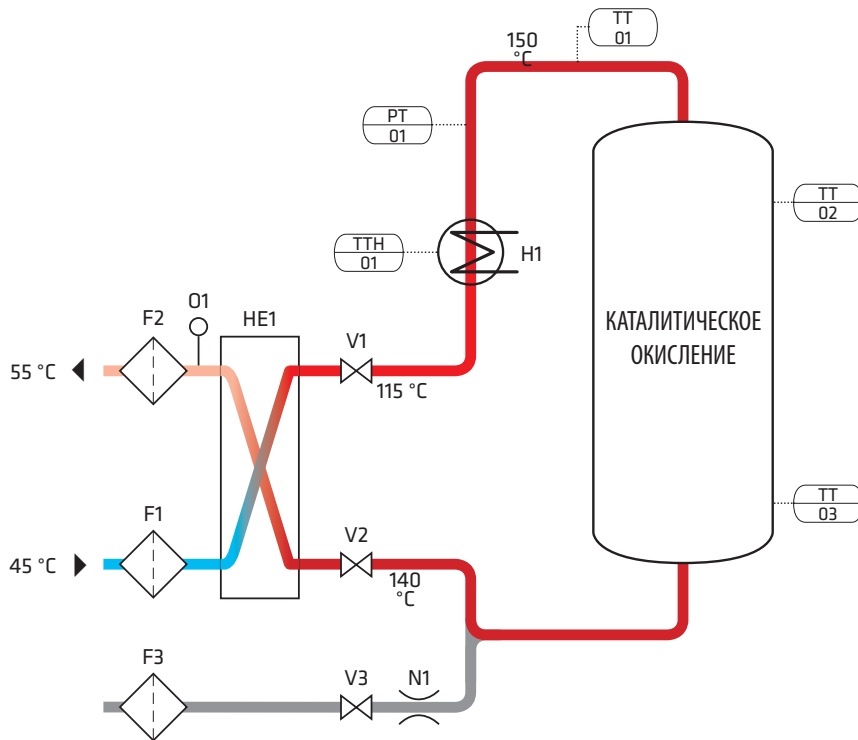 150
°C
TT
01
PT
01
TT
02
TTH
01
H1
F2
O1
HE1
V1
КАТАЛИТИЧЕСКОЕ
ОКИСЛЕНИЕ
55 °C
115 °C
TT
03
F1
V2
45 °C
140
°C
F3
V3
N1